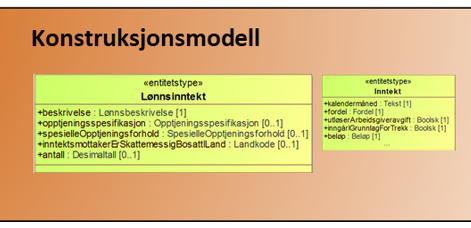 Konstruksjonsmodell
«entitetstype»
Lønnsinntekt
+beskrivelse : Lønnsbeskrivelse [1]
+opptjeningsspesifikasjon : Opptjeningsspesifikasjon [0..1]
+spesielleOpptjeningsforhold : SpesielleOpptjeningsforhold [0..1]
+inntektsmottakerErSkattemessigBosattILand : Landkode [0..1]
+antall : Desimaltall [0..1]
«entitetstype»
Inntekt
+kalendermåned : Tekst [1]
+fordel : Fordel [1]
+utløserArbeidsgiveravgift : Boolsk [1]
+inngårIGrunnlagForTrekk : Boolsk [1]
+beløp : Beløp [1]
...